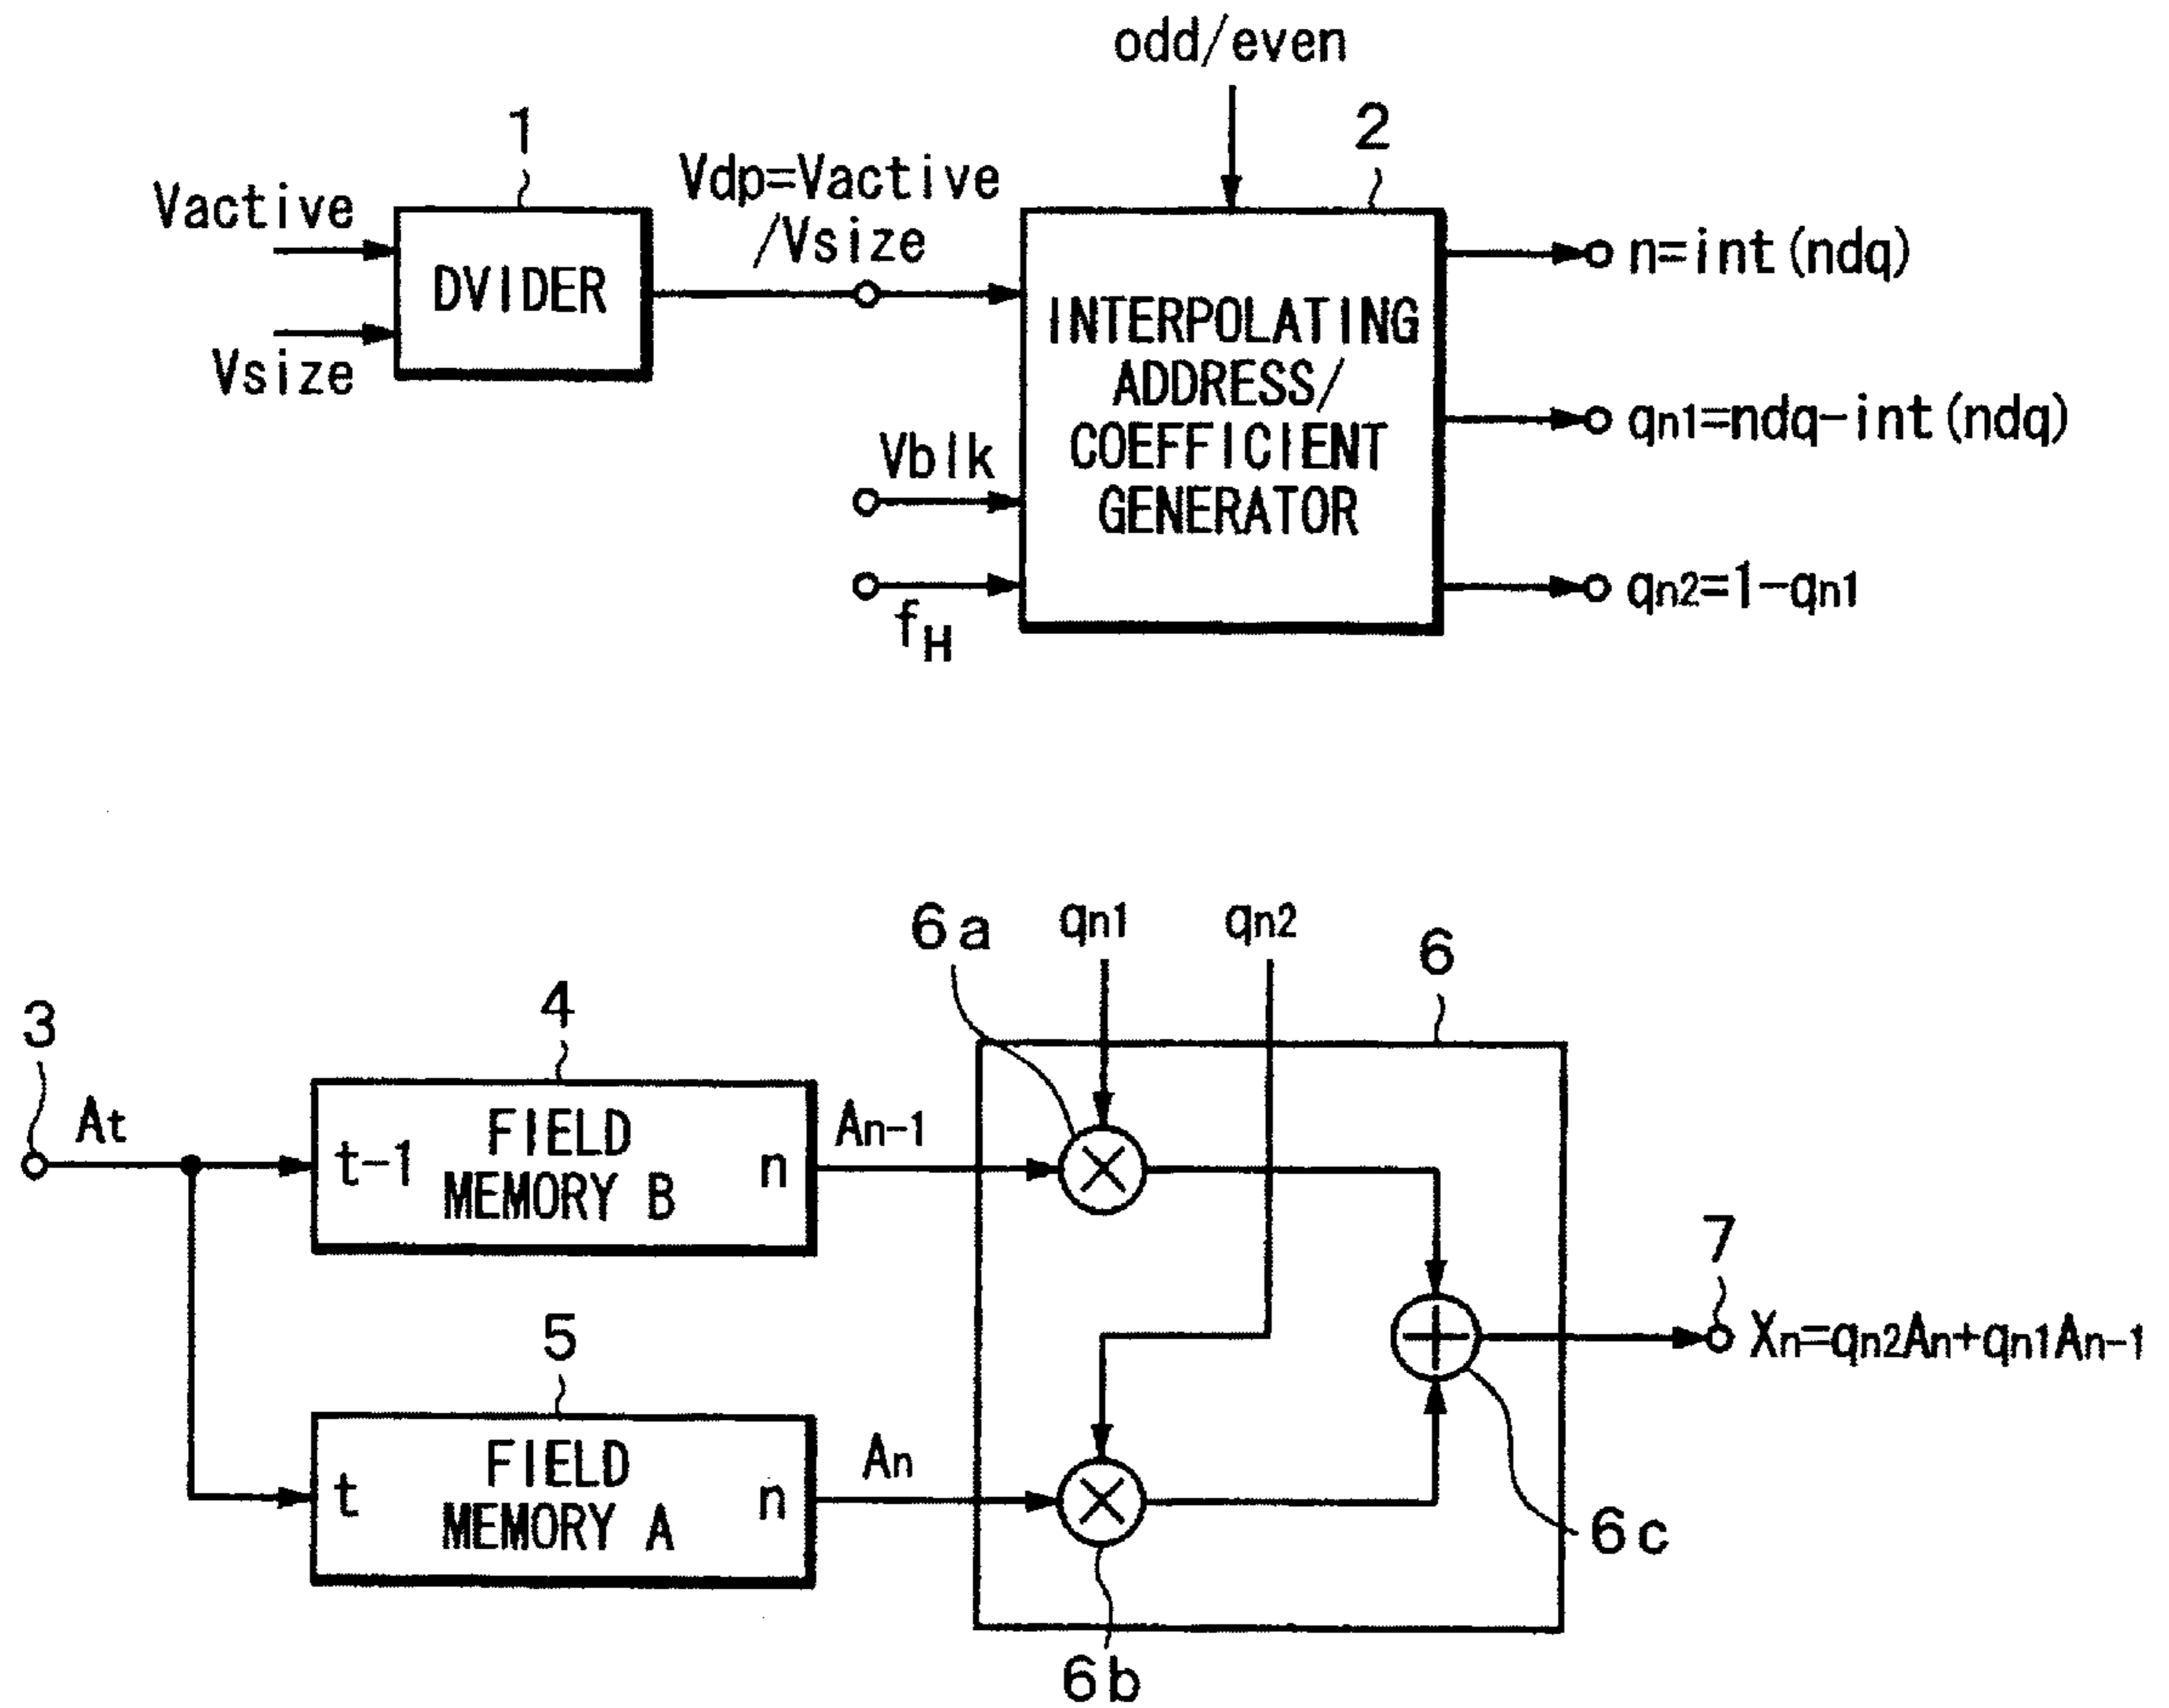 odd/even
1
2
Vactive
Vdp=Vactive
/Vsize
DVIDER
Vsize
INTERPOLATING
ADDRESS/
COEFFICIENT
GENERATOR
Vblk
fH
n=int(ndq)
qn1=ndq-int(ndq)
qn2=1-qn1
6a
qn1
qn2
6
3
4
At
t-1
FIELD
MEMORY B
n
An-1
7
Xn=qn2An+qn1An-1
5
t
FIELD
MEMORY A
n
An
6c
6b